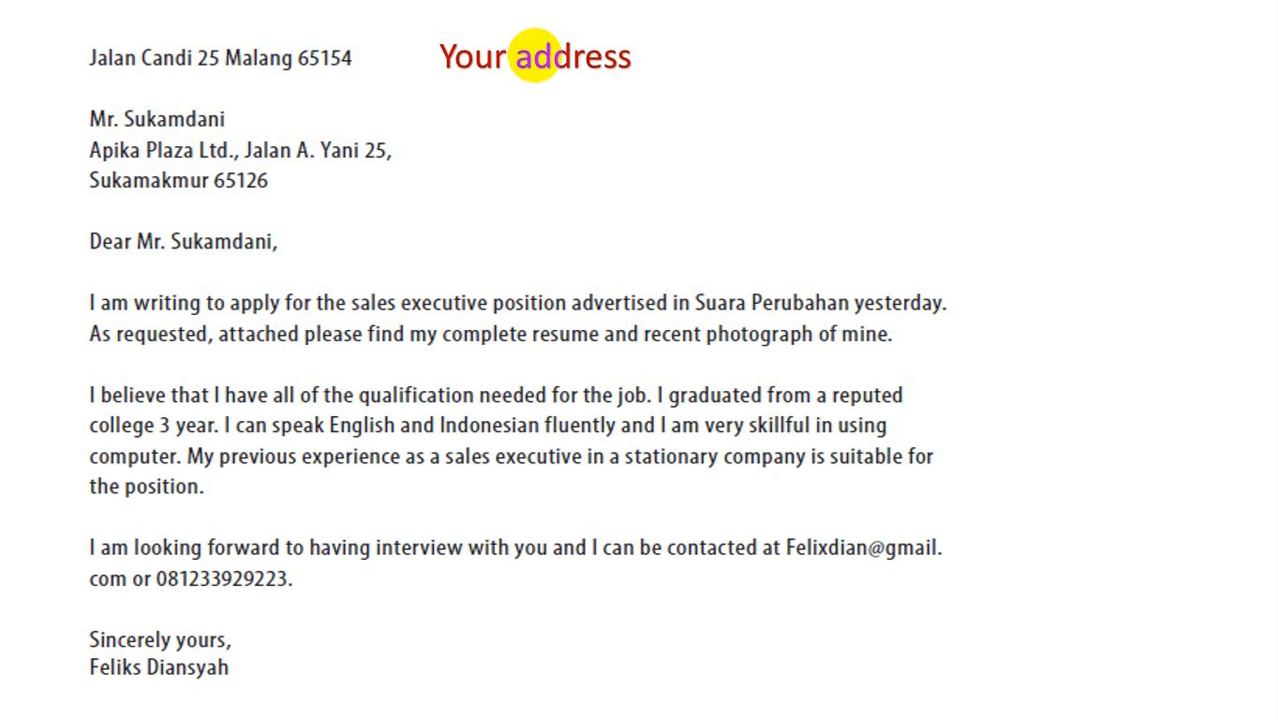 Jalan Candi 25 Malang 65154 Your address
Mr. Sukamdani
Apika Plaza Ltd., Jalan A. Yani 25,
Sukamakmur 65126
Dear Mr. Sukamdani,
I am writing to apply for the sales executive position advertised in Suara Perubahan yesterday.
As requested, attached please find my complete resume and recent photograph of mine.
I believe that I have all of the qualification needed for the job. I graduated from a reputed
college 3 year. I can speak English and Indonesian fluently and I am very skillful in using
computer. My previous experience as a sales executive in a stationary company is suitable for
the position.
I am looking forward to having interview with you and I can be contacted at Felixdian@gmail.
com or 081233929223.
Sincerely yours,
Feliks Diansyah